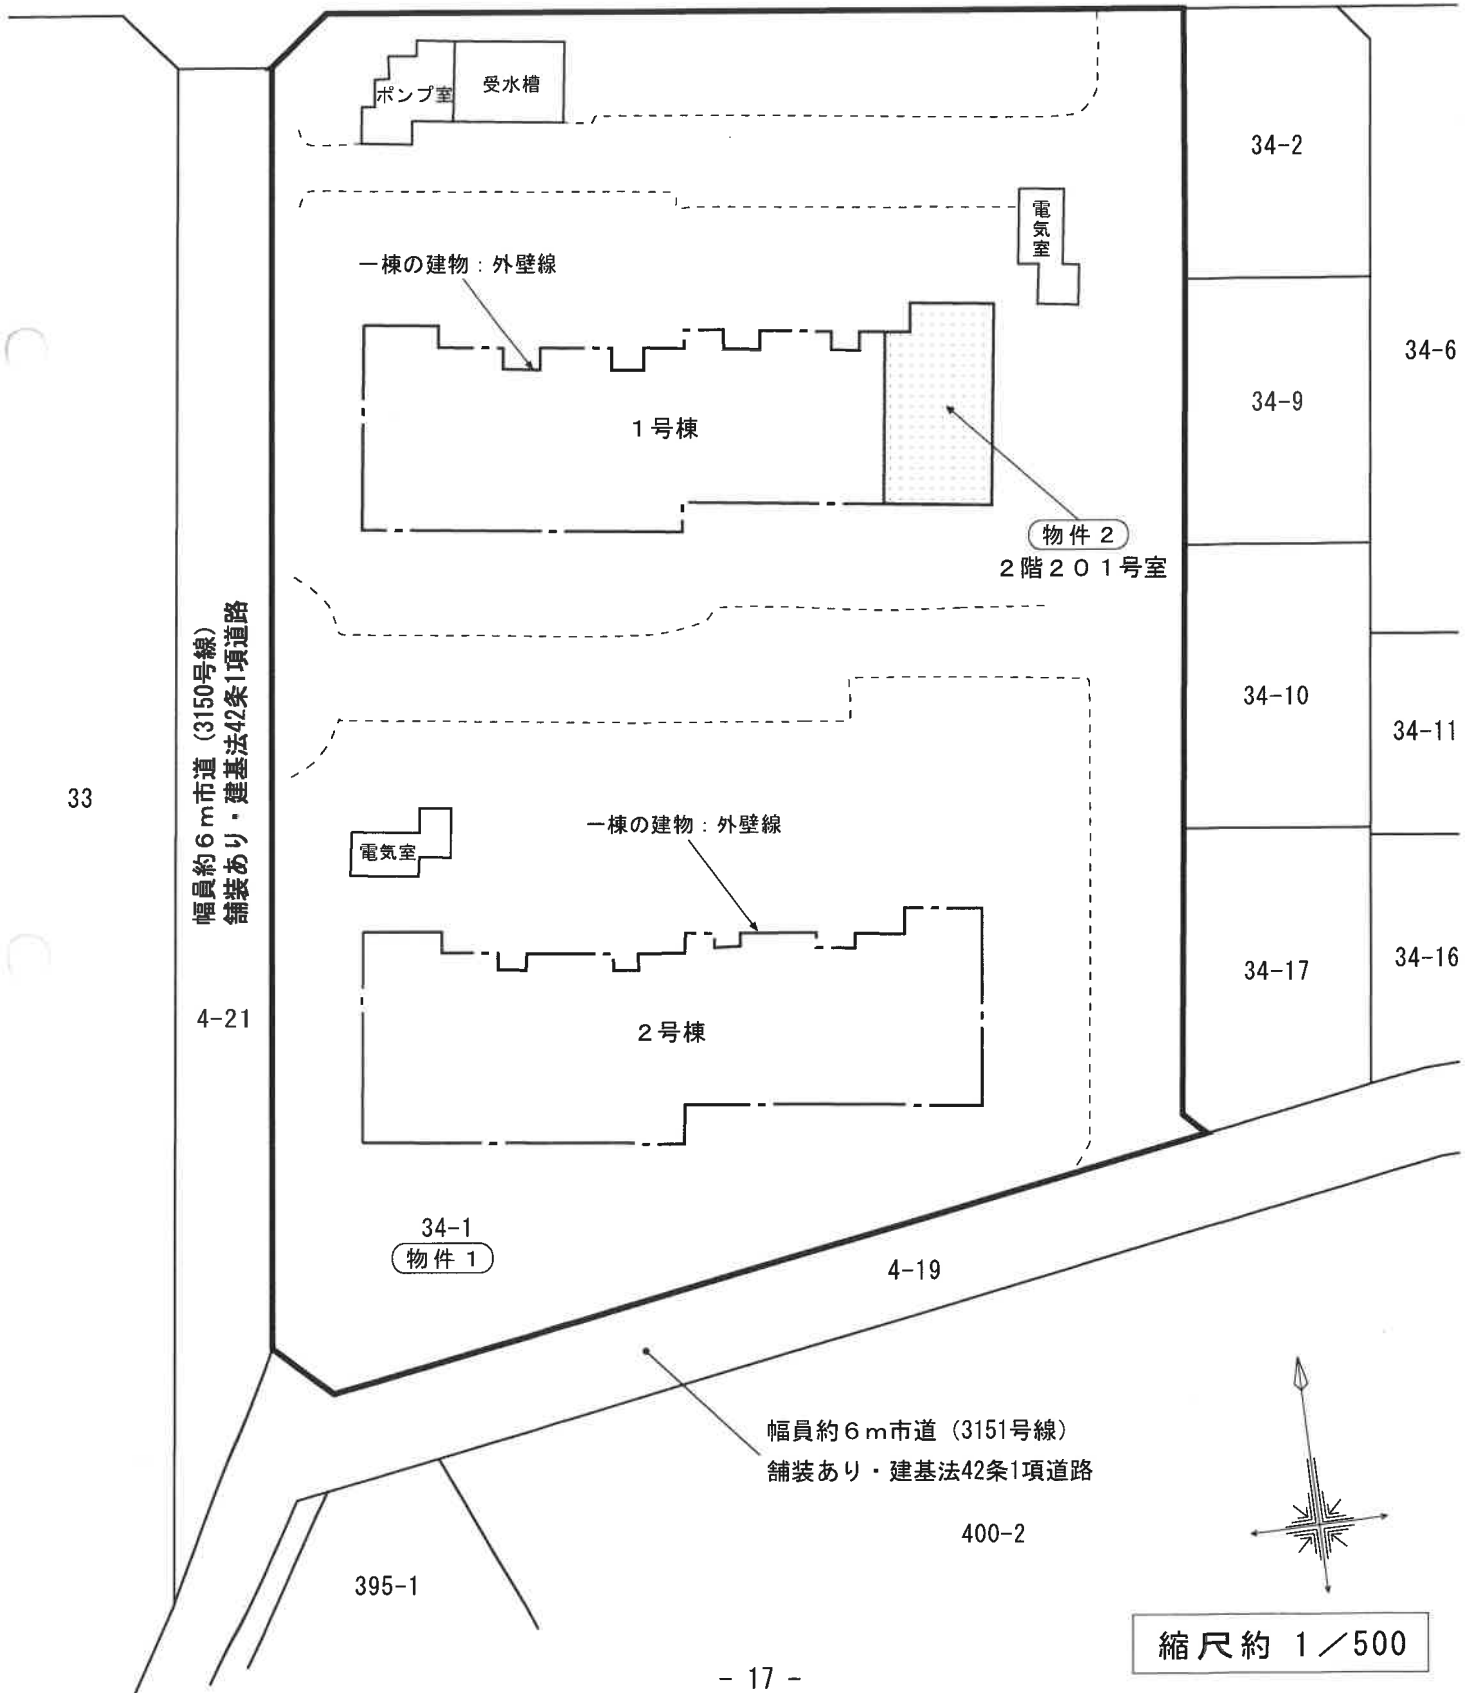 ポンプ室
受水槽
34-2
電気室
一棟の建物：外壁線
34-6
34-9
1号棟
物件 2
2階201号室
幅員約6m市道（3150号線）
舗装あり・建基法42条1項道路
34-10
34-11
33
一棟の建物：外壁線
電気室
34-17
34-16
4-21
2号棟
34-1
物件 1
4-19
幅員約6m市道（3151号線）
舗装あり・建基法42条1項道路
400-2
395-1
縮尺約 1／500
- 17 -